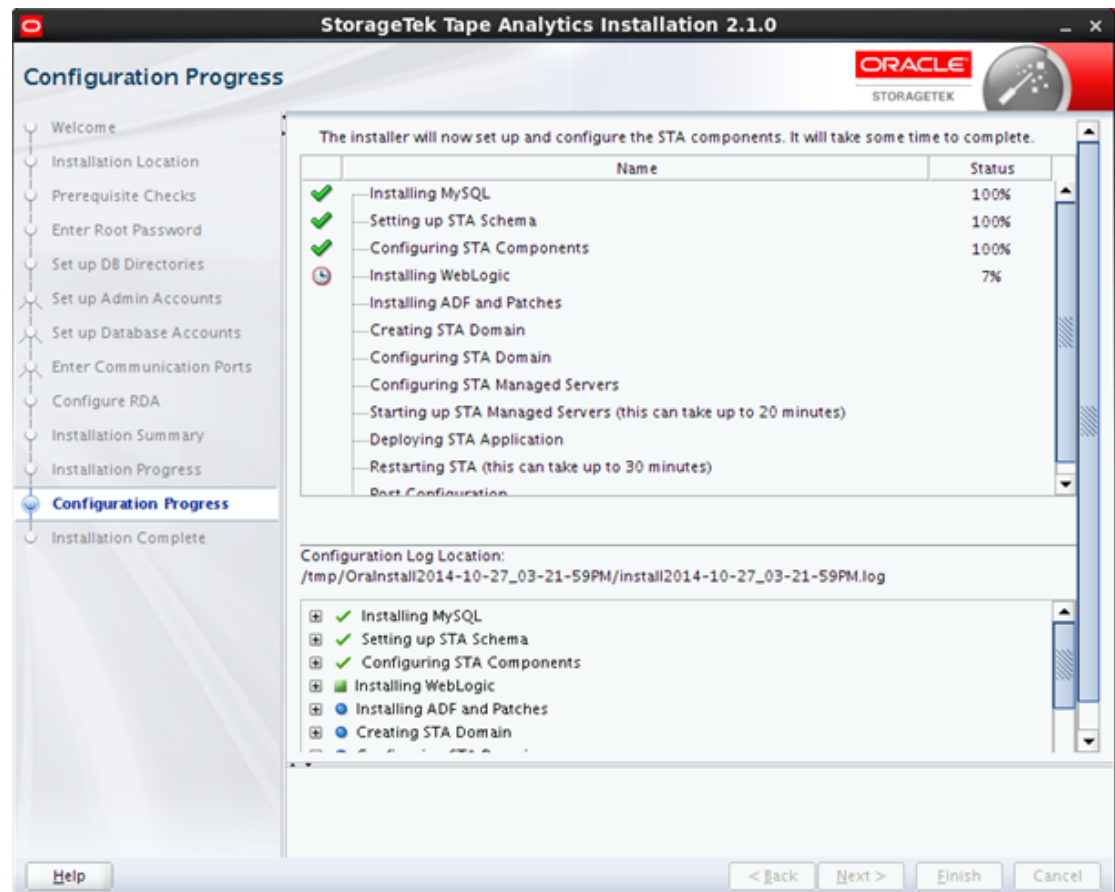 StorageTek Tape Analytics Installation 2.1.0
Configuration Progress
ORACLE
STORAGETEK
Welcome
Installation Location
Prerequisite Checks
Enter Root Password
Set up DB Directories
Set up Admin Accounts
Set up Database Accounts
Enter Communication Ports
Configure RDA
Installation Summary
Installation Progress
Configuration Progress
Installation Complete
The installer will now set up and configure the STA components. It will take some time to complete.
Name Status
Installing MySQL 100%
Setting up STA Schema 100%
Configuring STA Components 100%
Installing WebLogic 7%
Installing ADF and Patches
Creating STA Domain
Configuring STA Domain
Configuring STA Managed Servers
Starting up STA Managed Servers (this can take up to 20 minutes)
Deploying STA Application
Restarting STA (this can take up to 30 minutes)
Post Configuration
Configuration Log Location:
/tmp/OraInstall2014-10-27_03-21-59PM/install2014-10-27_03-21-59PM.log
Installing MySQL
Setting up STA Schema
Configuring STA Components
Installing WebLogic
Installing ADF and Patches
Creating STA Domain
Help
< Back Next > Finish Cancel